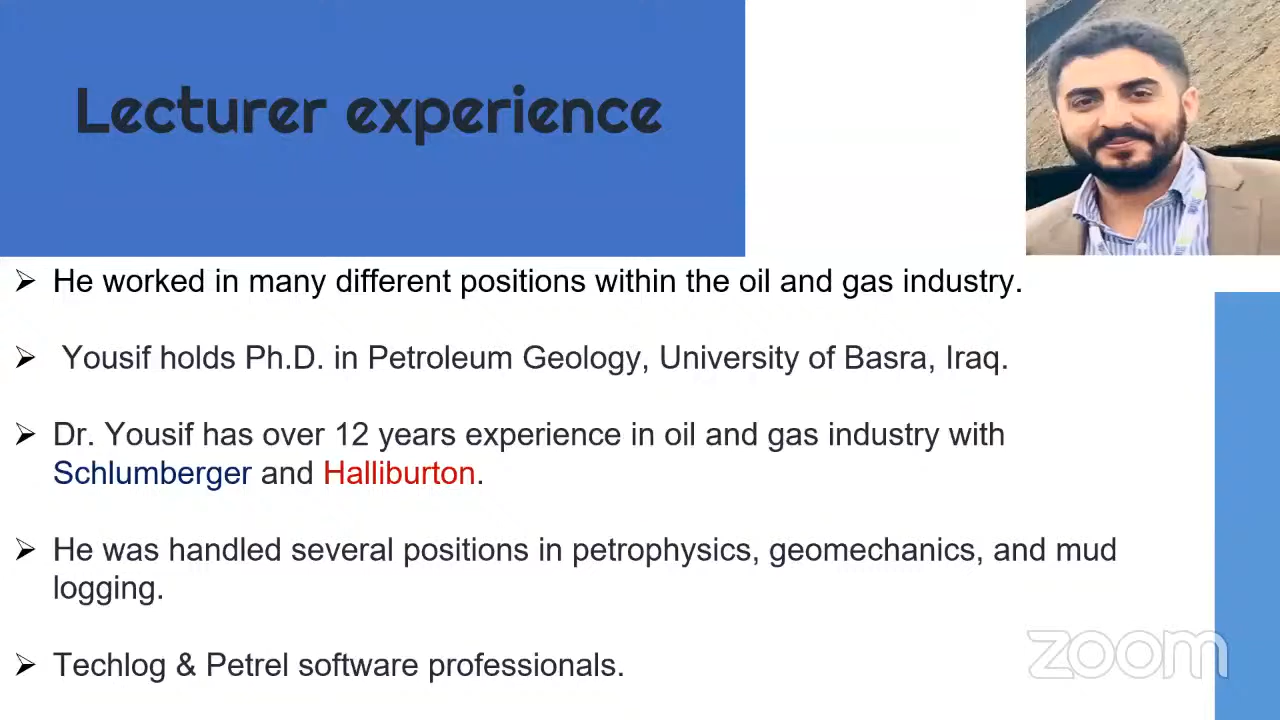 Lecturer experience
➢ He worked in many different positions within the oil and gas industry.
➢ Yousif holds Ph.D. in Petroleum Geology, University of Basra, Iraq.
➢ Dr. Yousif has over 12 years experience in oil and gas industry with
Schlumberger and Halliburton.
➢ He was handled several positions in petrophysics, geomechanics, and mud
logging.
➢ Techlog & Petrel software professionals.
zoom